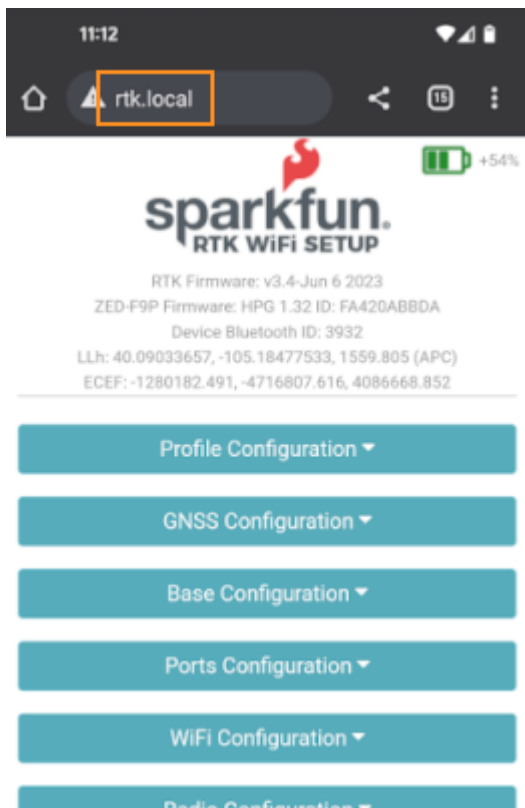 11:12
rtk.local
15
+54%
sparkfun.
RTK WiFi SETUP
RTK Firmware: v3.4-Jun 6 2023
ZED-F9P Firmware: HPG 1.32 ID: FA420ABBDA
Device Bluetooth ID: 3932
LLh: 40.09033657, -105.18477533, 1559.805 (APC)
ECEF: -1280182.491, -4716807.616, 4086668.852
Profile Configuration
GNSS Configuration
Base Configuration
Ports Configuration
WiFi Configuration
Radio Configuration